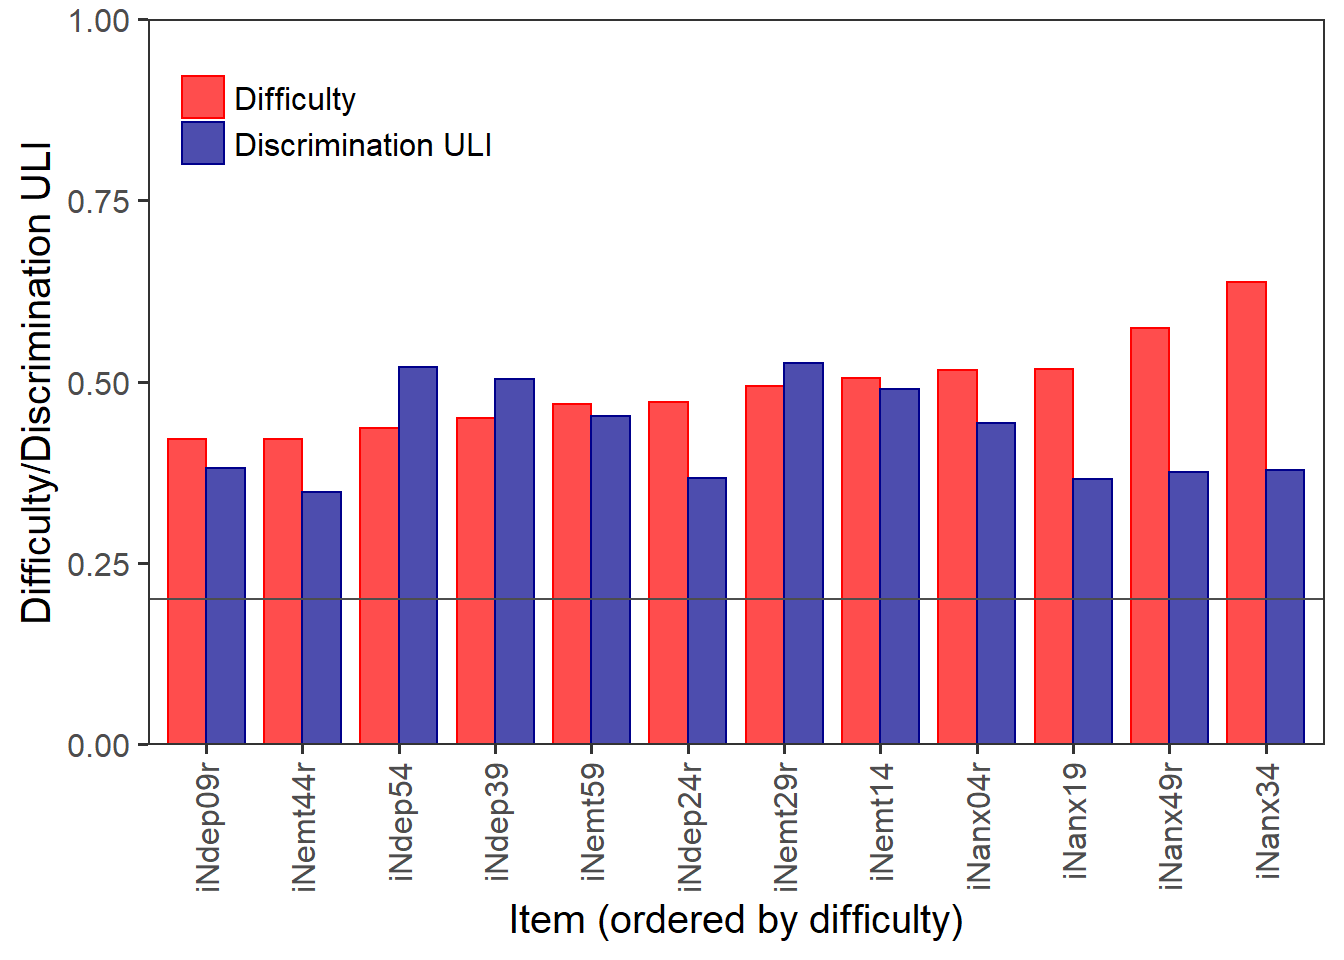 Difficulty/Discrimination ULI
1.00
0.75
0.50
0.25
0.00
Difficulty
Discrimination ULI
iNdep09r
iNemt44r
iNdep54
iNdep39
iNemt59
iNdep24r
iNemt29r
iNemt14
iNanx04r
iNanx19
iNanx49r
iNanx34
Item (ordered by difficulty)